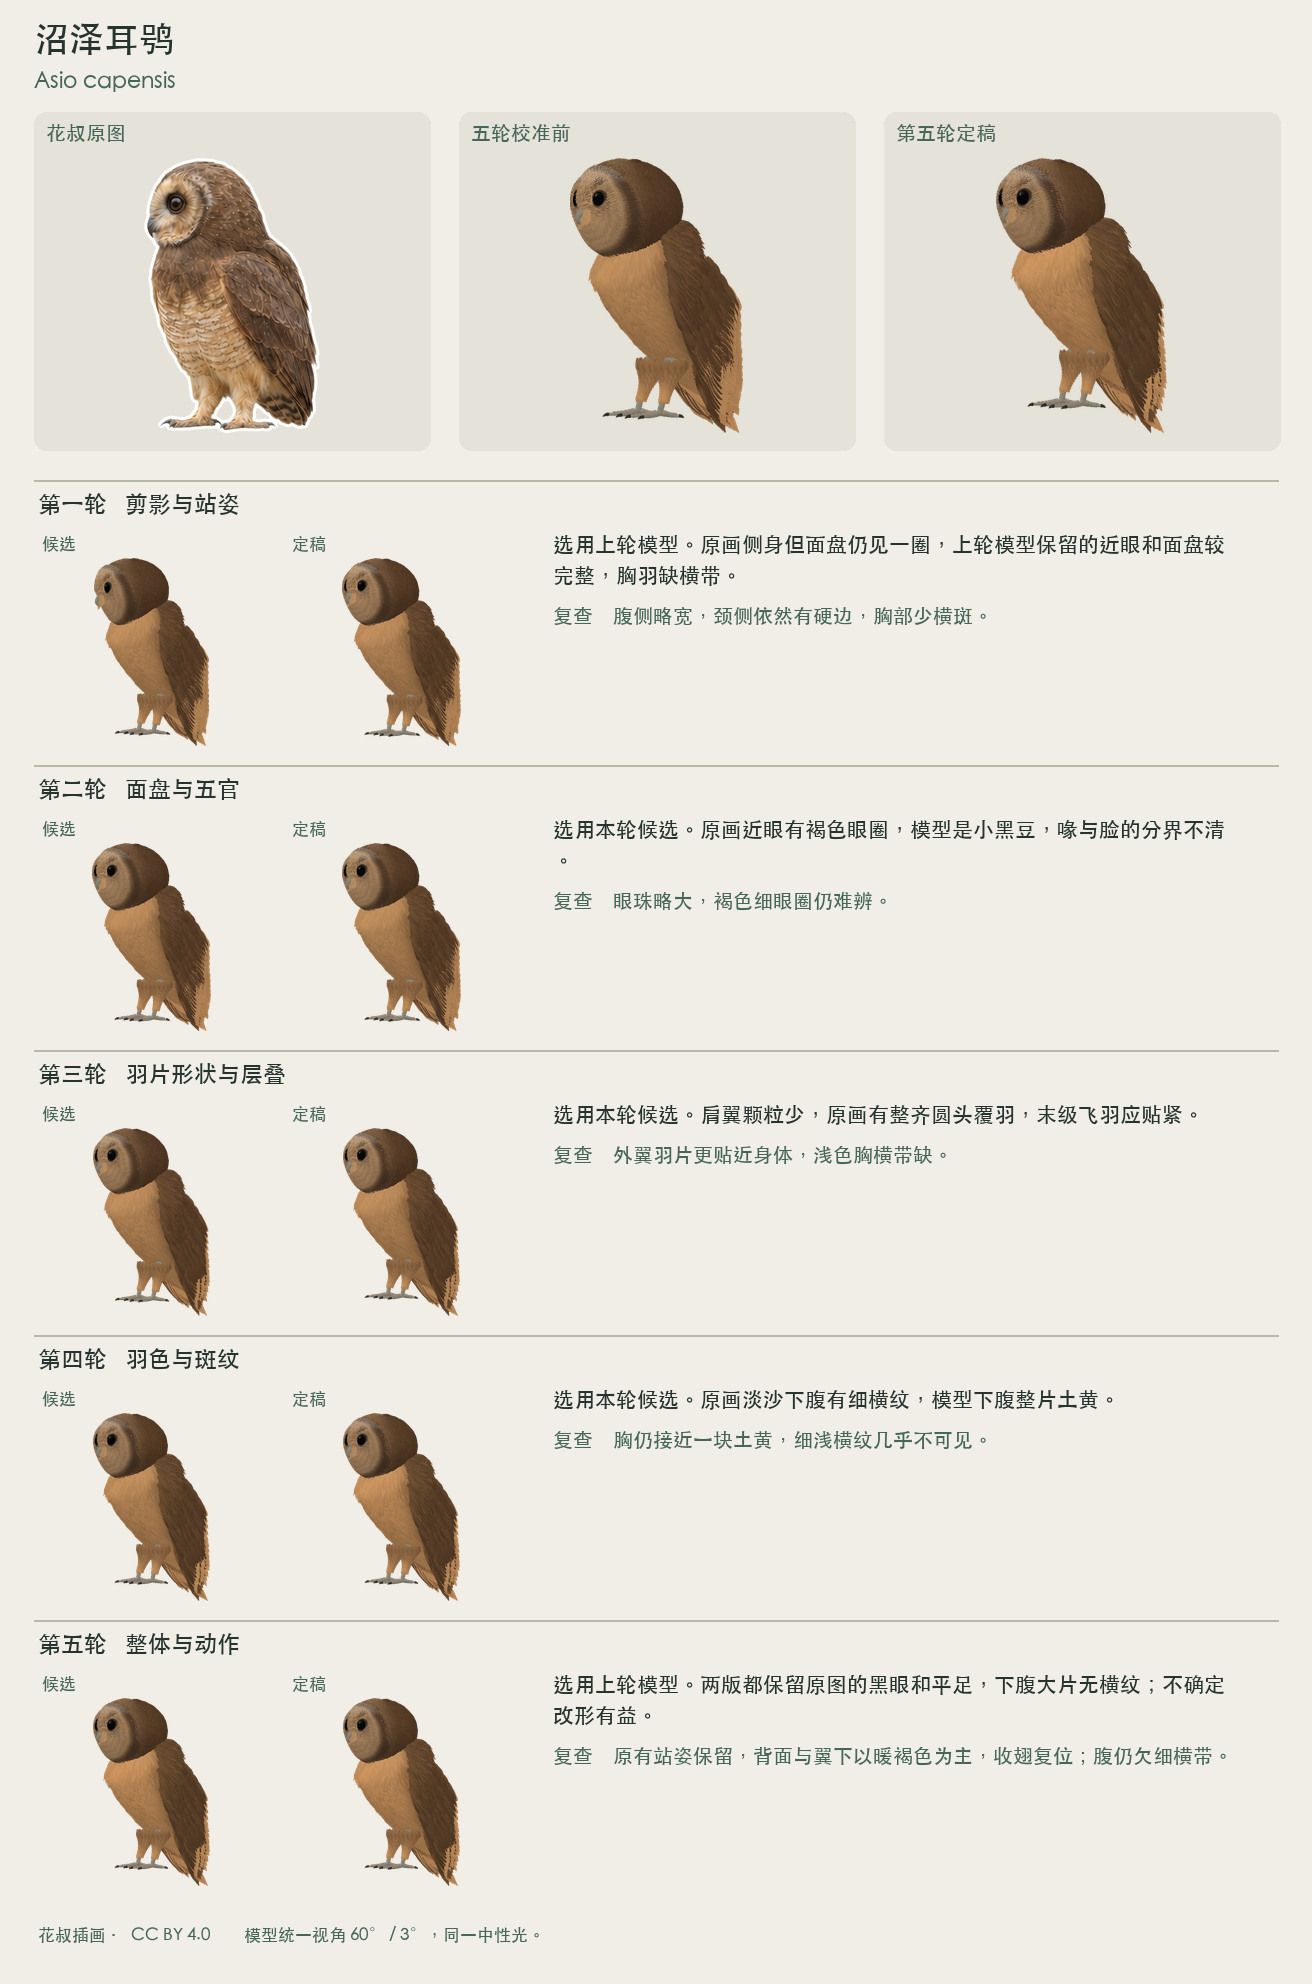 沼泽耳鸮
Asio capensis
花叔原图
五轮校准前
第五轮定稿
第一轮 剪影与站姿
候选
定稿
选用上轮模型。原画侧身但面盘仍见一圈，上轮模型保留的近眼和面盘较
完整，胸羽缺横带。
复查 腹侧略宽，颈侧依然有硬边，胸部少横斑。
第二轮 面盘与五官
候选
定稿
选用本轮候选。原画近眼有褐色眼圈，模型是小黑豆，喙与脸的分界不清
。
复查 眼珠略大，褐色细眼圈仍难辨。
第三轮 羽片形状与层叠
候选
定稿
选用本轮候选。肩翼颗粒少，原画有整齐圆头覆羽，末级飞羽应贴紧。
复查 外翼羽片更贴近身体，浅色胸横带缺。
第四轮 羽色与斑纹
候选
定稿
选用本轮候选。原画淡沙下腹有细横纹，模型下腹整片土黄。
复查 胸仍接近一块土黄，细浅横纹几乎不可见。
第五轮 整体与动作
候选
定稿
选用上轮模型。两版都保留原图的黑眼和平足，下腹大片无横纹；不确定
改形有益。
复查 原有站姿保留，背面与翼下以暖褐色为主，收翅复位；腹仍欠细横带。
花叔插画· CC BY 4.0 模型统一视角 60° / 3°，同一中性光。